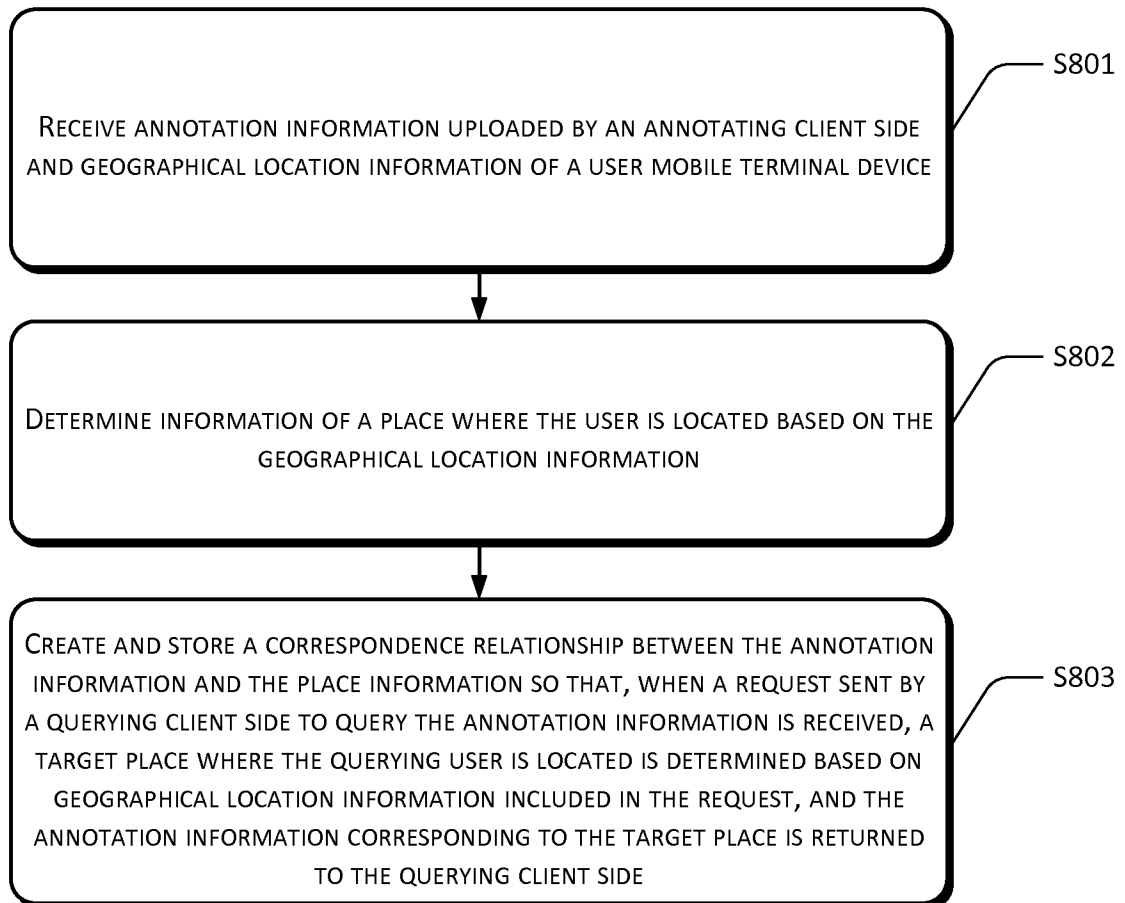 RECEIVE ANNOTATION INFORMATION UPLOADED BY AN ANNOTATING CLIENT SIDE
AND GEOGRAPHICAL LOCATION INFORMATION OF A USER MOBILE TERMINAL DEVICE
S801
DETERMINE INFORMATION OF A PLACE WHERE THE USER IS LOCATED BASED ON THE
GEOGRAPHICAL LOCATION INFORMATION
S802
CREATE AND STORE A CORRESPONDENCE RELATIONSHIP BETWEEN THE ANNOTATION
INFORMATION AND THE PLACE INFORMATION SO THAT, WHEN A REQUEST SENT BY
A QUERYING CLIENT SIDE TO QUERY THE ANNOTATION INFORMATION IS RECEIVED, A
TARGET PLACE WHERE THE QUERYING USER IS LOCATED IS DETERMINED BASED ON
GEOGRAPHICAL LOCATION INFORMATION INCLUDED IN THE REQUEST, AND THE
ANNOTATION INFORMATION CORRESPONDING TO THE TARGET PLACE IS RETURNED
TO THE QUERYING CLIENT SIDE
S803